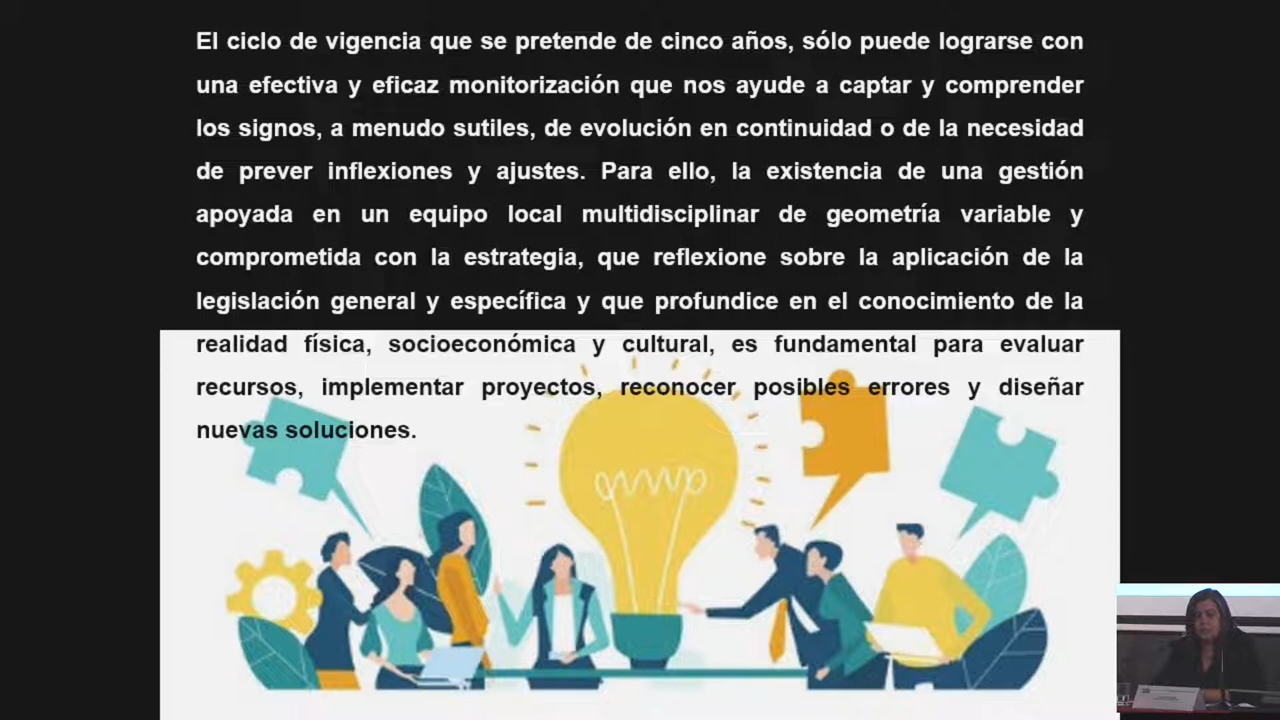 El ciclo de vigencia que se pretende de cinco años, sólo puede lograrse con
una efectiva y eficaz monitorización que nos ayude a captar y comprender
los signos, a menudo sutiles, de evolución en continuidad o de la necesidad
de prever inflexiones y ajustes. Para ello, la existencia de una gestión
apoyada en un equipo local multidisciplinar de geometría variable y
comprometida con la estrategia, que reflexione sobre la aplicación de la
legislación general y específica y que profundice en el conocimiento de la
realidad física, socioeconómica y cultural, es fundamental para evaluar
recursos, implementar proyectos, reconocer posibles errores y diseñar
nuevas soluciones.